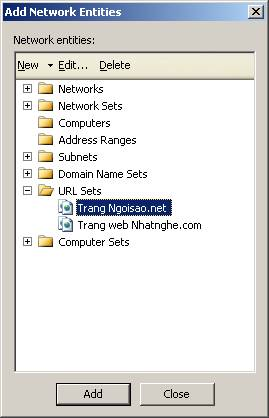 Add Network Entities
Network entities:
New Edit... Delete
Networks
Network Sets
Computers
Address Ranges
Subnets
Domain Name Sets
URL Sets
Trang Ngoisao.net
Trang web Nhatnghe.com
Computer Sets
Add Close